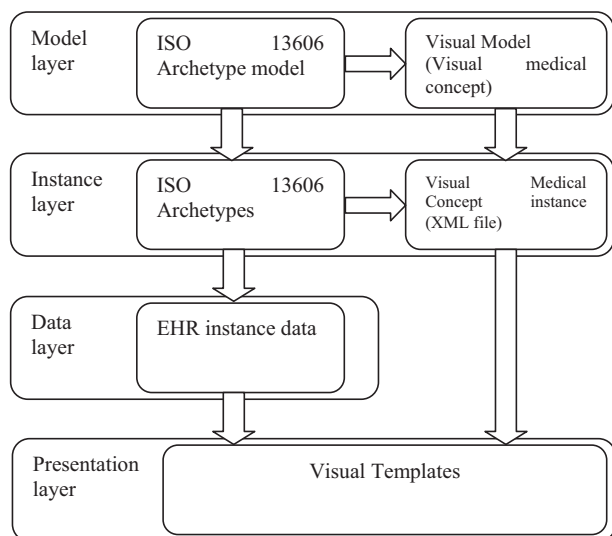 Model
layer
ISO 13606
Archetype model
Visual Model
(Visual medical
concept)
Instance
layer
ISO 13606
Archetypes
Visual Medical
Concept instance
(XML file)
Data
layer
EHR instance data
Presentation
layer
Visual Templates